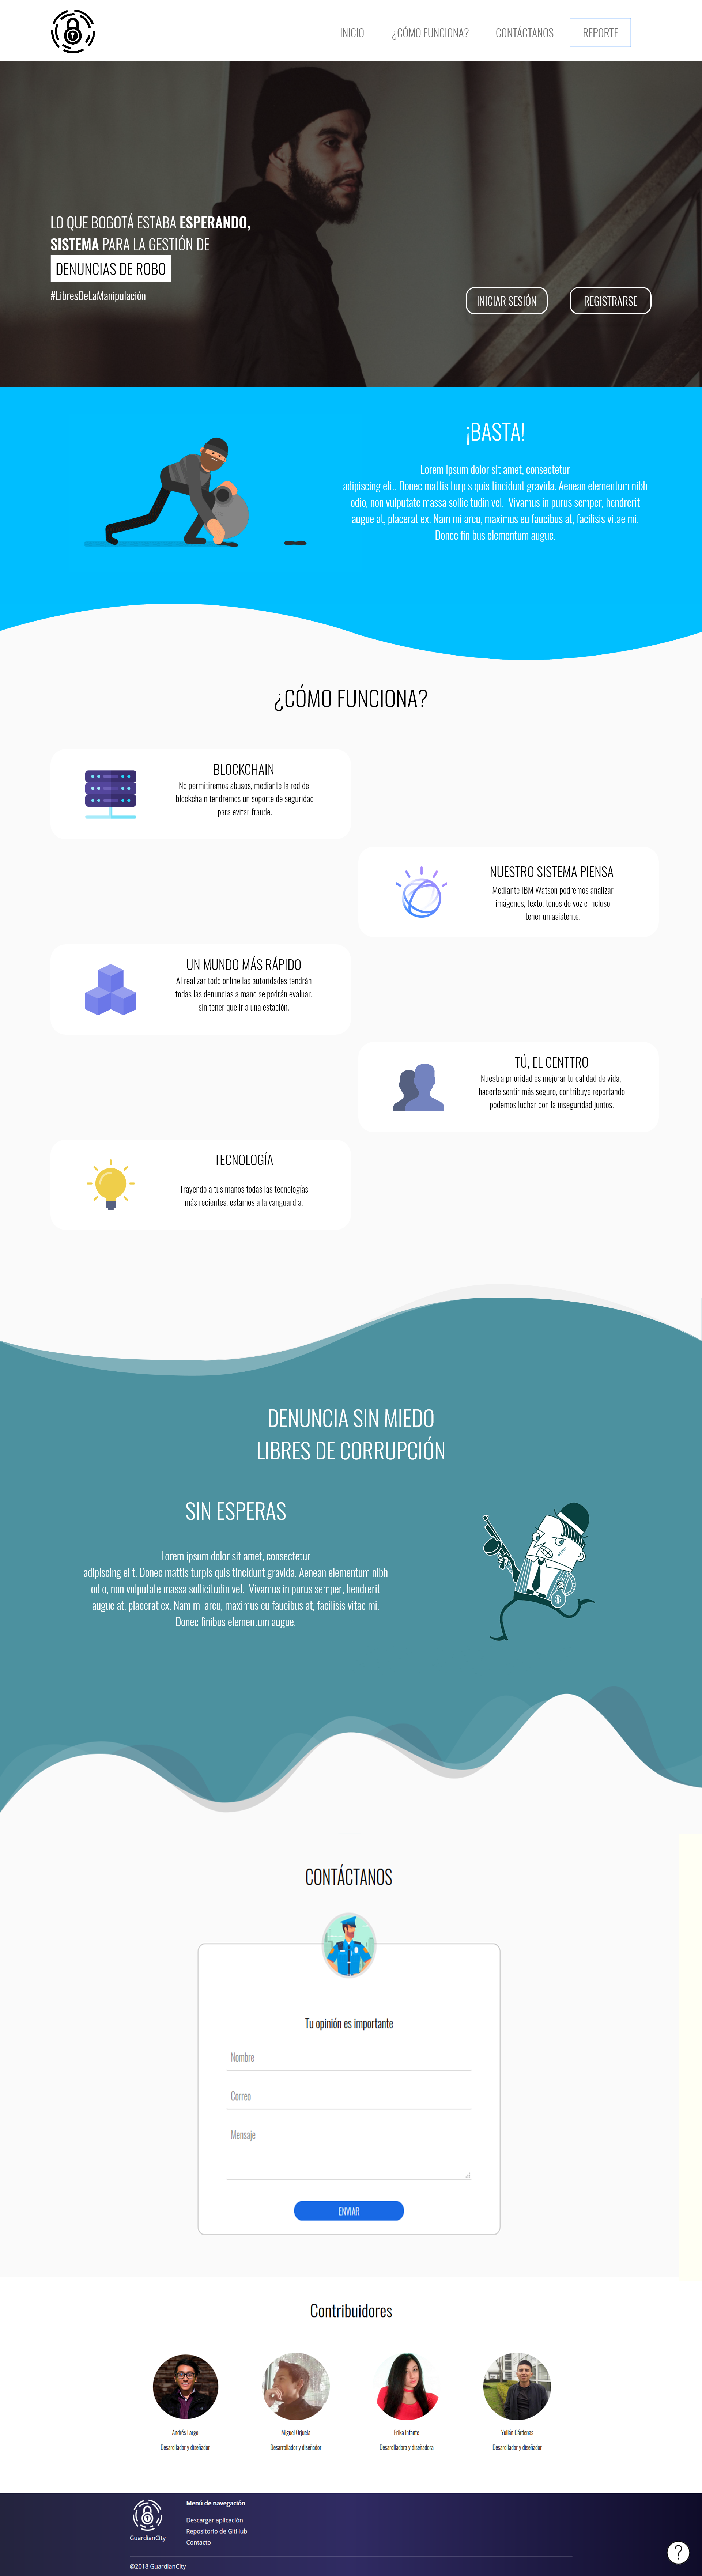 INICIO ¿CÓMO FUNCIONA? CONTÁCTANOS REPORTE
LO QUE BOGOTÁ ESTABA ESPERANDO,
SISTEMA PARA LA GESTIÓN DE
DENUNCIAS DE ROBO
#LibresDeLaManipulación
INICIAR SESIÓN REGISTRARSE
¡BASTA!
Lorem ipsum dolor sit amet, consectetur
adipiscing elit. Donec mattis turpis quis tincidunt gravida. Aenean elementum nibh
odio, non vulputate massa sollicitudin vel. Vivamus in purus semper, hendrerit
augue at, placerat ex. Nam mi arcu, maximus eu faucibus at, facilisis vitae mi.
Donec finibus elementum augue.
¿CÓMO FUNCIONA?
BLOCKCHAIN
No permitiremos abusos, mediante la red de
blockchain tendremos un soporte de seguridad
para evitar fraude.
NUESTRO SISTEMA PIENSA
Mediante IBM Watson podremos analizar
imágenes, texto, tonos de voz e incluso
tener un asistente.
UN MUNDO MÁS RÁPIDO
Al realizar todo online las autoridades tendrán
todas las denuncias a mano se podrán evaluar,
sin tener que ir a una estación.
TÚ, EL CENTTRO
Nuestra prioridad es mejorar tu calidad de vida,
hacerte sentir más seguro, contribuye reportando
podemos luchar con la inseguridad juntos.
TECNOLOGÍA
Trayendo a tus manos todas las tecnologías
más recientes, estamos a la vanguardia.
DENUNCIA SIN MIEDO
LIBRES DE CORRUPCIÓN
SIN ESPERAS
Lorem ipsum dolor sit amet, consectetur
adipiscing elit. Donec mattis turpis quis tincidunt gravida. Aenean elementum nibh
odio, non vulputate massa sollicitudin vel. Vivamus in purus semper, hendrerit
augue at, placerat ex. Nam mi arcu, maximus eu faucibus at, facilisis vitae mi.
Donec finibus elementum augue.
$
CONTÁCTANOS
Tu opinión es importante
Nombre
Correo
Mensaje
ENVIAR
Contribuidores
Andrés Largo
Desarollador y diseñador
Miguel Orjuela
Desarrollador y diseñador
Erika Infante
Desarolladora y diseñadora
Yulián Cárdenas
Desarollador y diseñador
GuardianCity
Menú de navegación
Descargar aplicación
Repositorio de GitHub
Contacto
@2018 GuardianCity
?